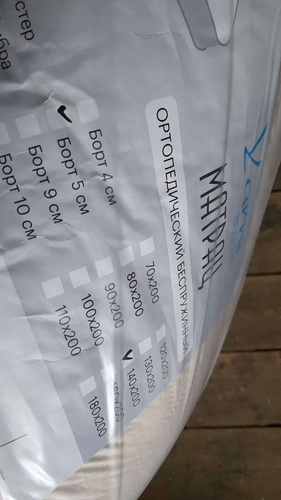 МАТРАЦ
ОРТОПЕДИЧЕСКИЙ БЕСПРУЖИННЫЙ
Борт 4 см
✓ Борт 5 см
Борт 9 см
Борт 10 см
70x200
80x200
90x200
100x200
110x200
120x200
130x200
✓ 140x200
180x200